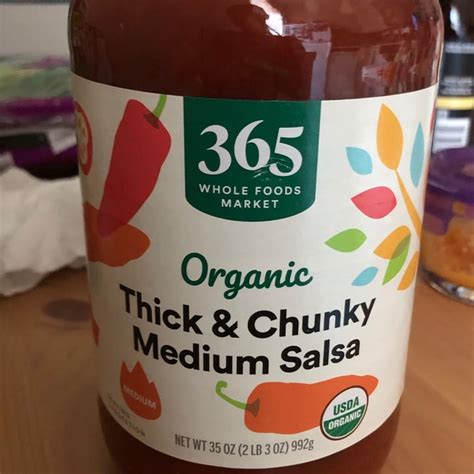 365
WHOLE FOODS
MARKET
Organic
Thick & Chunky
Medium Salsa
MEDIUM
USDA
ORGANIC
NET WT 35 OZ (2 LB 3 OZ) 992g